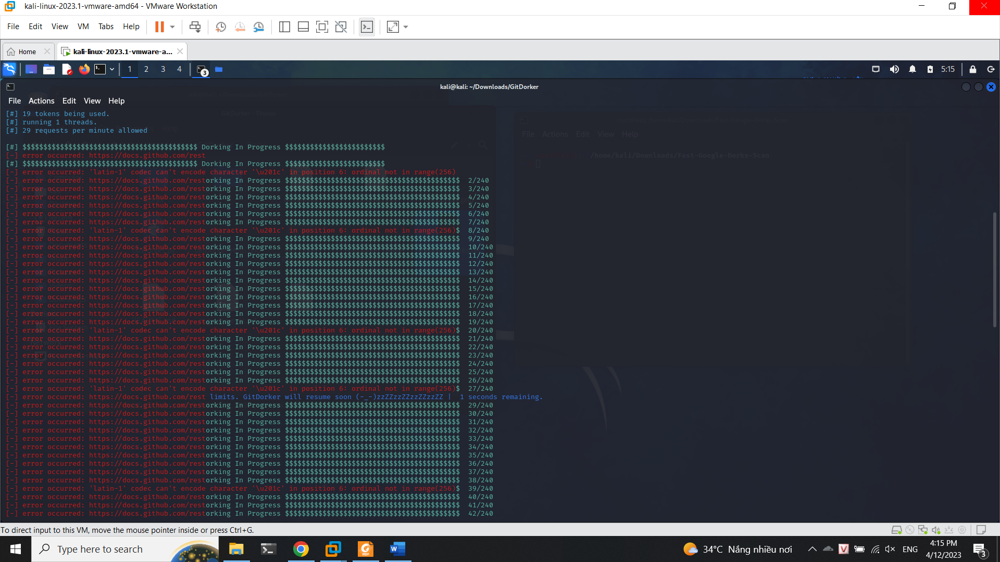 kali-linux-2023.1-vmware-amd64 - VMware Workstation
File Edit View VM Tabs Help
Home kali-linux-2023.1-vmware-a...
1 2 3 4 3 5:15
kali@kali: ~/Downloads/GitDorker
File Actions Edit View Help
[#] 19 tokens being used.
[#] running 1 threads.
[#] 29 requests per minute allowed
File Actions Edit View Help
/home/kali/Downloads/Fast-Google-Dorks-Scan
[#] $$$$$$$$$$$$$$$$$$$$$$$$$$$$$$$$$$$$$$$$$$ Dorking In Progress $$$$$$$$$$$$$$$$$$$$$$$$
[-] error occurred: https://docs.github.com/rest
[#] $$$$$$$$$$$$$$$$$$$$$$$$$$$$$$$$$$$$$$$$$$ Dorking In Progress $$$$$$$$$$$$$$$$$$$$$$$$
[-] error occurred: 'latin-1' codec can't encode character '\u201c' in position 6: ordinal not in range(256)
[-] error occurred: https://docs.github.com/restorking In Progress $$$$$$$$$$$$$$$$$$$$$$$$$$$$$$$$$$$$$$$$$$ 2/240
[-] error occurred: https://docs.github.com/restorking In Progress $$$$$$$$$$$$$$$$$$$$$$$$$$$$$$$$$$$$$$$$$$ 3/240
[-] error occurred: https://docs.github.com/restorking In Progress $$$$$$$$$$$$$$$$$$$$$$$$$$$$$$$$$$$$$$$$$$ 4/240
[-] error occurred: https://docs.github.com/restorking In Progress $$$$$$$$$$$$$$$$$$$$$$$$$$$$$$$$$$$$$$$$$$ 5/240
[-] error occurred: https://docs.github.com/restorking In Progress $$$$$$$$$$$$$$$$$$$$$$$$$$$$$$$$$$$$$$$$$$ 6/240
[-] error occurred: https://docs.github.com/restorking In Progress $$$$$$$$$$$$$$$$$$$$$$$$$$$$$$$$$$$$$$$$$$ 7/240
[-] error occurred: 'latin-1' codec can't encode character '\u201c' in position 6: ordinal not in range(256)$ 8/240
[-] error occurred: https://docs.github.com/restorking In Progress $$$$$$$$$$$$$$$$$$$$$$$$$$$$$$$$$$$$$$$$$$ 9/240
[-] error occurred: https://docs.github.com/restorking In Progress $$$$$$$$$$$$$$$$$$$$$$$$$$$$$$$$$$$$$$$$$$ 10/240
[-] error occurred: https://docs.github.com/restorking In Progress $$$$$$$$$$$$$$$$$$$$$$$$$$$$$$$$$$$$$$$$$$ 11/240
[-] error occurred: https://docs.github.com/restorking In Progress $$$$$$$$$$$$$$$$$$$$$$$$$$$$$$$$$$$$$$$$$$ 12/240
[-] error occurred: https://docs.github.com/restorking In Progress $$$$$$$$$$$$$$$$$$$$$$$$$$$$$$$$$$$$$$$$$$ 13/240
[-] error occurred: https://docs.github.com/restorking In Progress $$$$$$$$$$$$$$$$$$$$$$$$$$$$$$$$$$$$$$$$$$ 14/240
[-] error occurred: https://docs.github.com/restorking In Progress $$$$$$$$$$$$$$$$$$$$$$$$$$$$$$$$$$$$$$$$$$ 15/240
[-] error occurred: https://docs.github.com/restorking In Progress $$$$$$$$$$$$$$$$$$$$$$$$$$$$$$$$$$$$$$$$$$ 16/240
[-] error occurred: https://docs.github.com/restorking In Progress $$$$$$$$$$$$$$$$$$$$$$$$$$$$$$$$$$$$$$$$$$ 17/240
[-] error occurred: https://docs.github.com/restorking In Progress $$$$$$$$$$$$$$$$$$$$$$$$$$$$$$$$$$$$$$$$$$ 18/240
[-] error occurred: https://docs.github.com/restorking In Progress $$$$$$$$$$$$$$$$$$$$$$$$$$$$$$$$$$$$$$$$$$ 19/240
[-] error occurred: 'latin-1' codec can't encode character '\u201c' in position 6: ordinal not in range(256)$ 20/240
[-] error occurred: https://docs.github.com/restorking In Progress $$$$$$$$$$$$$$$$$$$$$$$$$$$$$$$$$$$$$$$$$$ 21/240
[-] error occurred: https://docs.github.com/restorking In Progress $$$$$$$$$$$$$$$$$$$$$$$$$$$$$$$$$$$$$$$$$$ 22/240
[-] error occurred: https://docs.github.com/restorking In Progress $$$$$$$$$$$$$$$$$$$$$$$$$$$$$$$$$$$$$$$$$$ 23/240
[-] error occurred: https://docs.github.com/restorking In Progress $$$$$$$$$$$$$$$$$$$$$$$$$$$$$$$$$$$$$$$$$$ 24/240
[-] error occurred: https://docs.github.com/restorking In Progress $$$$$$$$$$$$$$$$$$$$$$$$$$$$$$$$$$$$$$$$$$ 25/240
[-] error occurred: https://docs.github.com/restorking In Progress $$$$$$$$$$$$$$$$$$$$$$$$$$$$$$$$$$$$$$$$$$ 26/240
[-] error occurred: 'latin-1' codec can't encode character '\u201c' in position 6: ordinal not in range(256)$ 27/240
[-] error occurred: https://docs.github.com/rest limits. GitDorker will resume soon (-_-)zzZZzzZZzzZZzzZZ | 1 seconds remaining.
[-] error occurred: https://docs.github.com/restorking In Progress $$$$$$$$$$$$$$$$$$$$$$$$$$$$$$$$$$$$$$$$$$ 29/240
[-] error occurred: https://docs.github.com/restorking In Progress $$$$$$$$$$$$$$$$$$$$$$$$$$$$$$$$$$$$$$$$$$ 30/240
[-] error occurred: https://docs.github.com/restorking In Progress $$$$$$$$$$$$$$$$$$$$$$$$$$$$$$$$$$$$$$$$$$ 31/240
[-] error occurred: https://docs.github.com/restorking In Progress $$$$$$$$$$$$$$$$$$$$$$$$$$$$$$$$$$$$$$$$$$ 32/240
[-] error occurred: https://docs.github.com/restorking In Progress $$$$$$$$$$$$$$$$$$$$$$$$$$$$$$$$$$$$$$$$$$ 33/240
[-] error occurred: https://docs.github.com/restorking In Progress $$$$$$$$$$$$$$$$$$$$$$$$$$$$$$$$$$$$$$$$$$ 34/240
[-] error occurred: https://docs.github.com/restorking In Progress $$$$$$$$$$$$$$$$$$$$$$$$$$$$$$$$$$$$$$$$$$ 35/240
[-] error occurred: https://docs.github.com/restorking In Progress $$$$$$$$$$$$$$$$$$$$$$$$$$$$$$$$$$$$$$$$$$ 36/240
[-] error occurred: https://docs.github.com/restorking In Progress $$$$$$$$$$$$$$$$$$$$$$$$$$$$$$$$$$$$$$$$$$ 37/240
[-] error occurred: https://docs.github.com/restorking In Progress $$$$$$$$$$$$$$$$$$$$$$$$$$$$$$$$$$$$$$$$$$ 38/240
[-] error occurred: 'latin-1' codec can't encode character '\u201c' in position 6: ordinal not in range(256)$ 39/240
[-] error occurred: https://docs.github.com/restorking In Progress $$$$$$$$$$$$$$$$$$$$$$$$$$$$$$$$$$$$$$$$$$ 40/240
[-] error occurred: https://docs.github.com/restorking In Progress $$$$$$$$$$$$$$$$$$$$$$$$$$$$$$$$$$$$$$$$$$ 41/240
[-] error occurred: https://docs.github.com/restorking In Progress $$$$$$$$$$$$$$$$$$$$$$$$$$$$$$$$$$$$$$$$$$ 42/240
To direct input to this VM, move the mouse pointer inside or press Ctrl+G.
Type here to search
34°C Nắng nhiều nơi
ENG
4:15 PM
4/12/2023
3